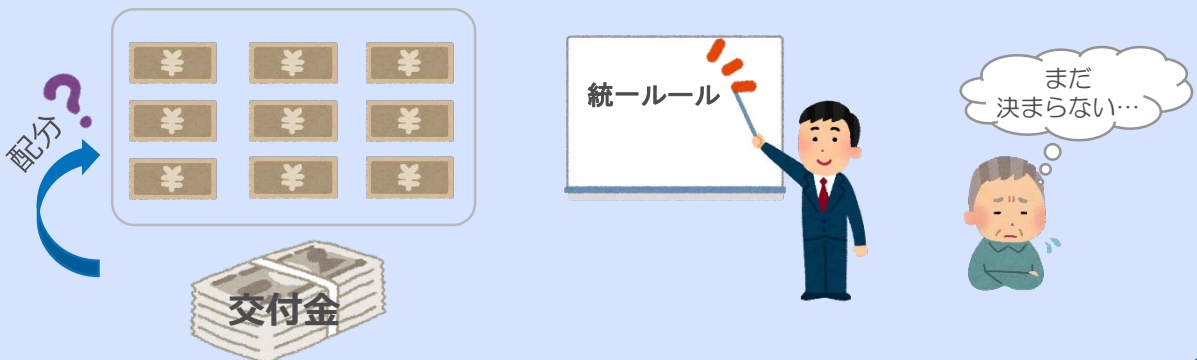 配分
?
¥ ¥ ¥
¥ ¥ ¥
¥ ¥ ¥
交付金
統一ルール
まだ
決まらない…